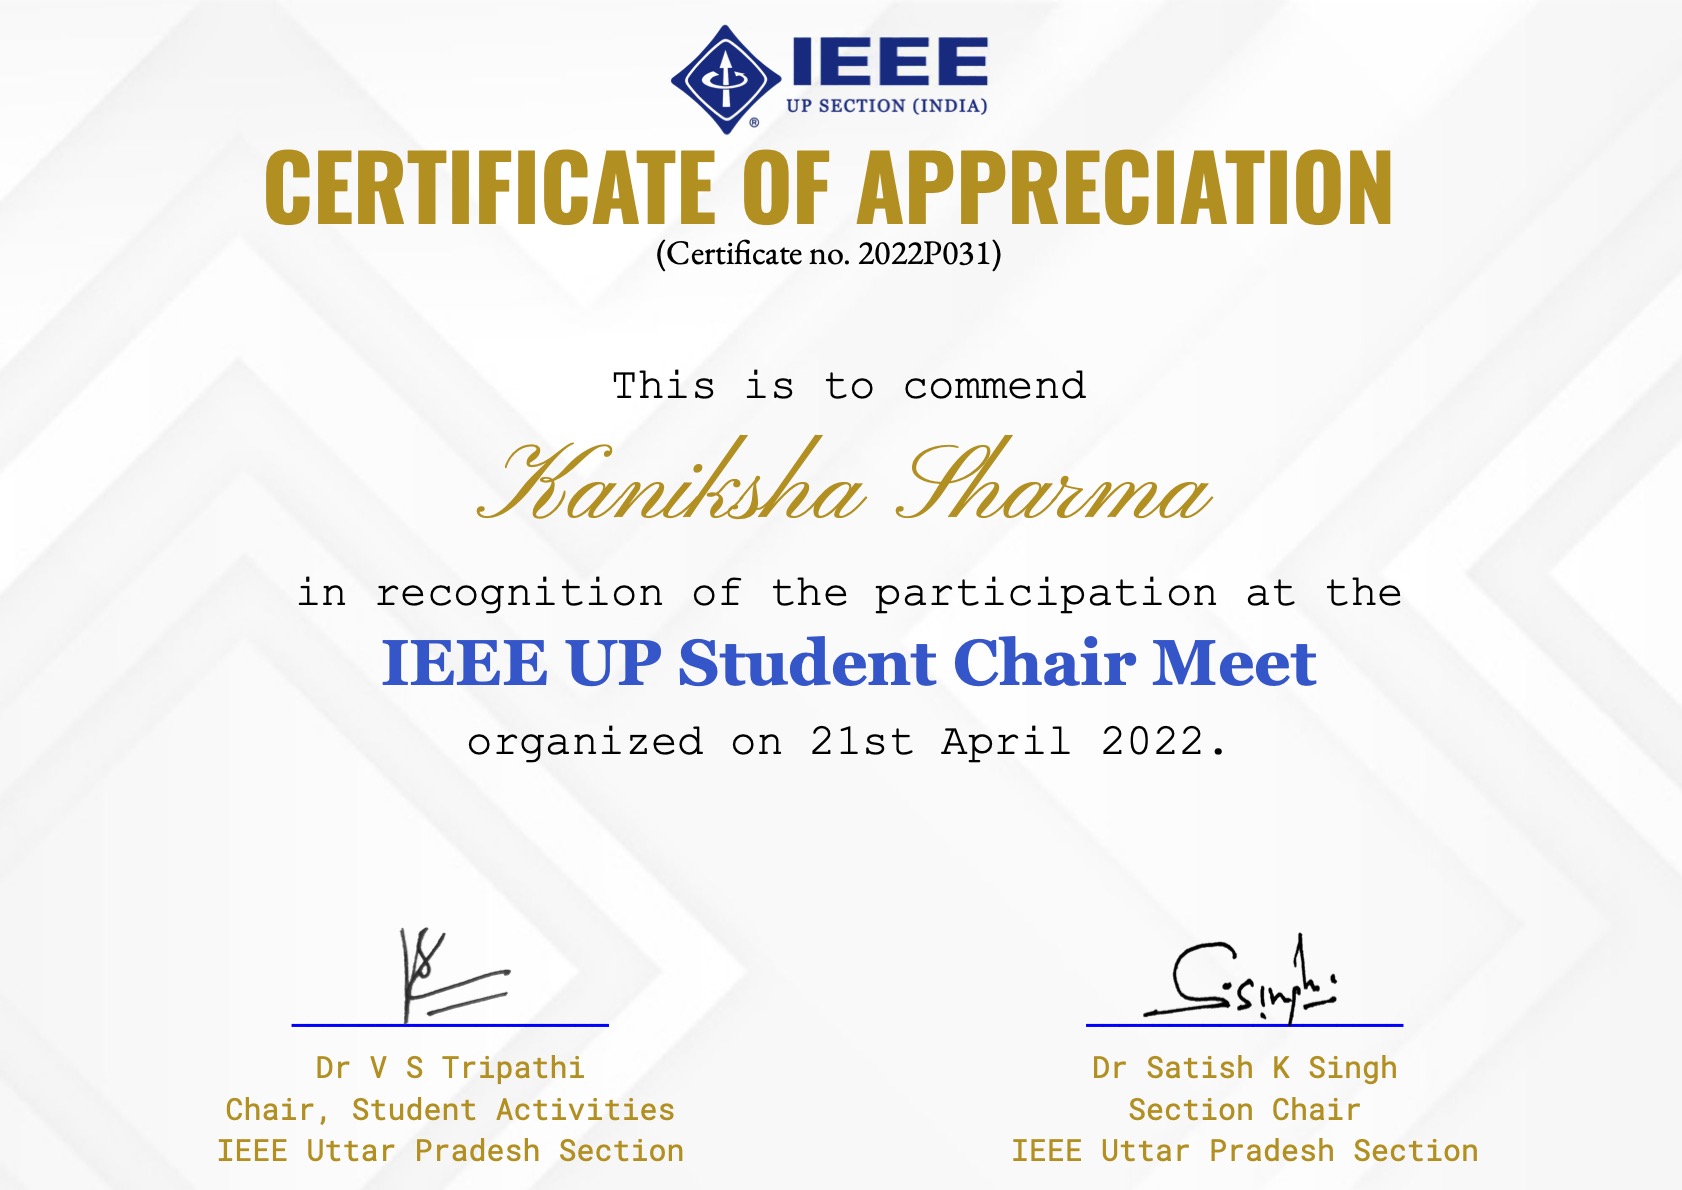 IEEE
UP SECTION (INDIA)
®
CERTIFICATE OF APPRECIATION
(Certificate no. 2022P031)
This is to commend
Kaniksha Sharma
in recognition of the participation at the
IEEE UP Student Chair Meet
organized on 21st April 2022.
S.Singh
Dr V S Tripathi
Chair, Student Activities
IEEE Uttar Pradesh Section
Dr Satish K Singh
Section Chair
IEEE Uttar Pradesh Section